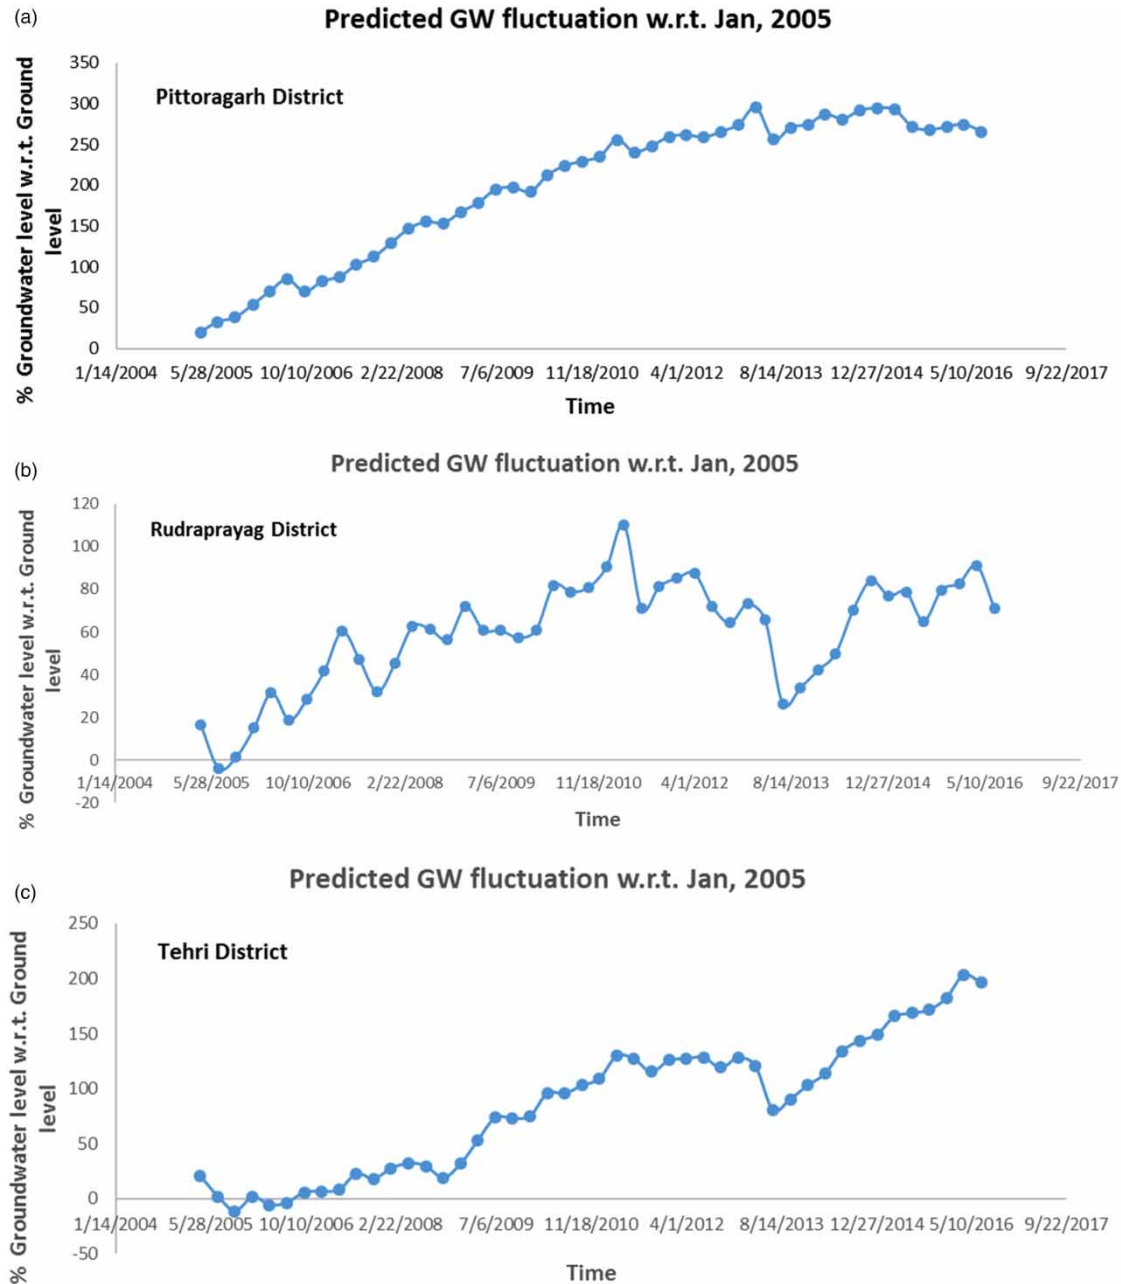 (a)
Predicted GW fluctuation w.r.t. Jan, 2005
% Groundwater level w.r.t. Ground
level
350
300
250
200
150
100
50
0
Pittoragarh District
1/14/2004 5/28/2005 10/10/2006 2/22/2008 7/6/2009 11/18/2010 4/1/2012 8/14/2013 12/27/2014 5/10/2016 9/22/2017
Time
(b)
Predicted GW fluctuation w.r.t. Jan, 2005
% Groundwater level w.r.t. Ground
level
120
100
80
60
40
20
0
-20
Rudraprayag District
1/14/2004 5/28/2005 10/10/2006 2/22/2008 7/6/2009 11/18/2010 4/1/2012 8/14/2013 12/27/2014 5/10/2016 9/22/2017
Time
(c)
Predicted GW fluctuation w.r.t. Jan, 2005
% Groundwater level w.r.t. Ground
level
250
200
150
100
50
0
-50
Tehri District
1/14/2004 5/28/2005 10/10/2006 2/22/2008 7/6/2009 11/18/2010 4/1/2012 8/14/2013 12/27/2014 5/10/2016 9/22/2017
Time